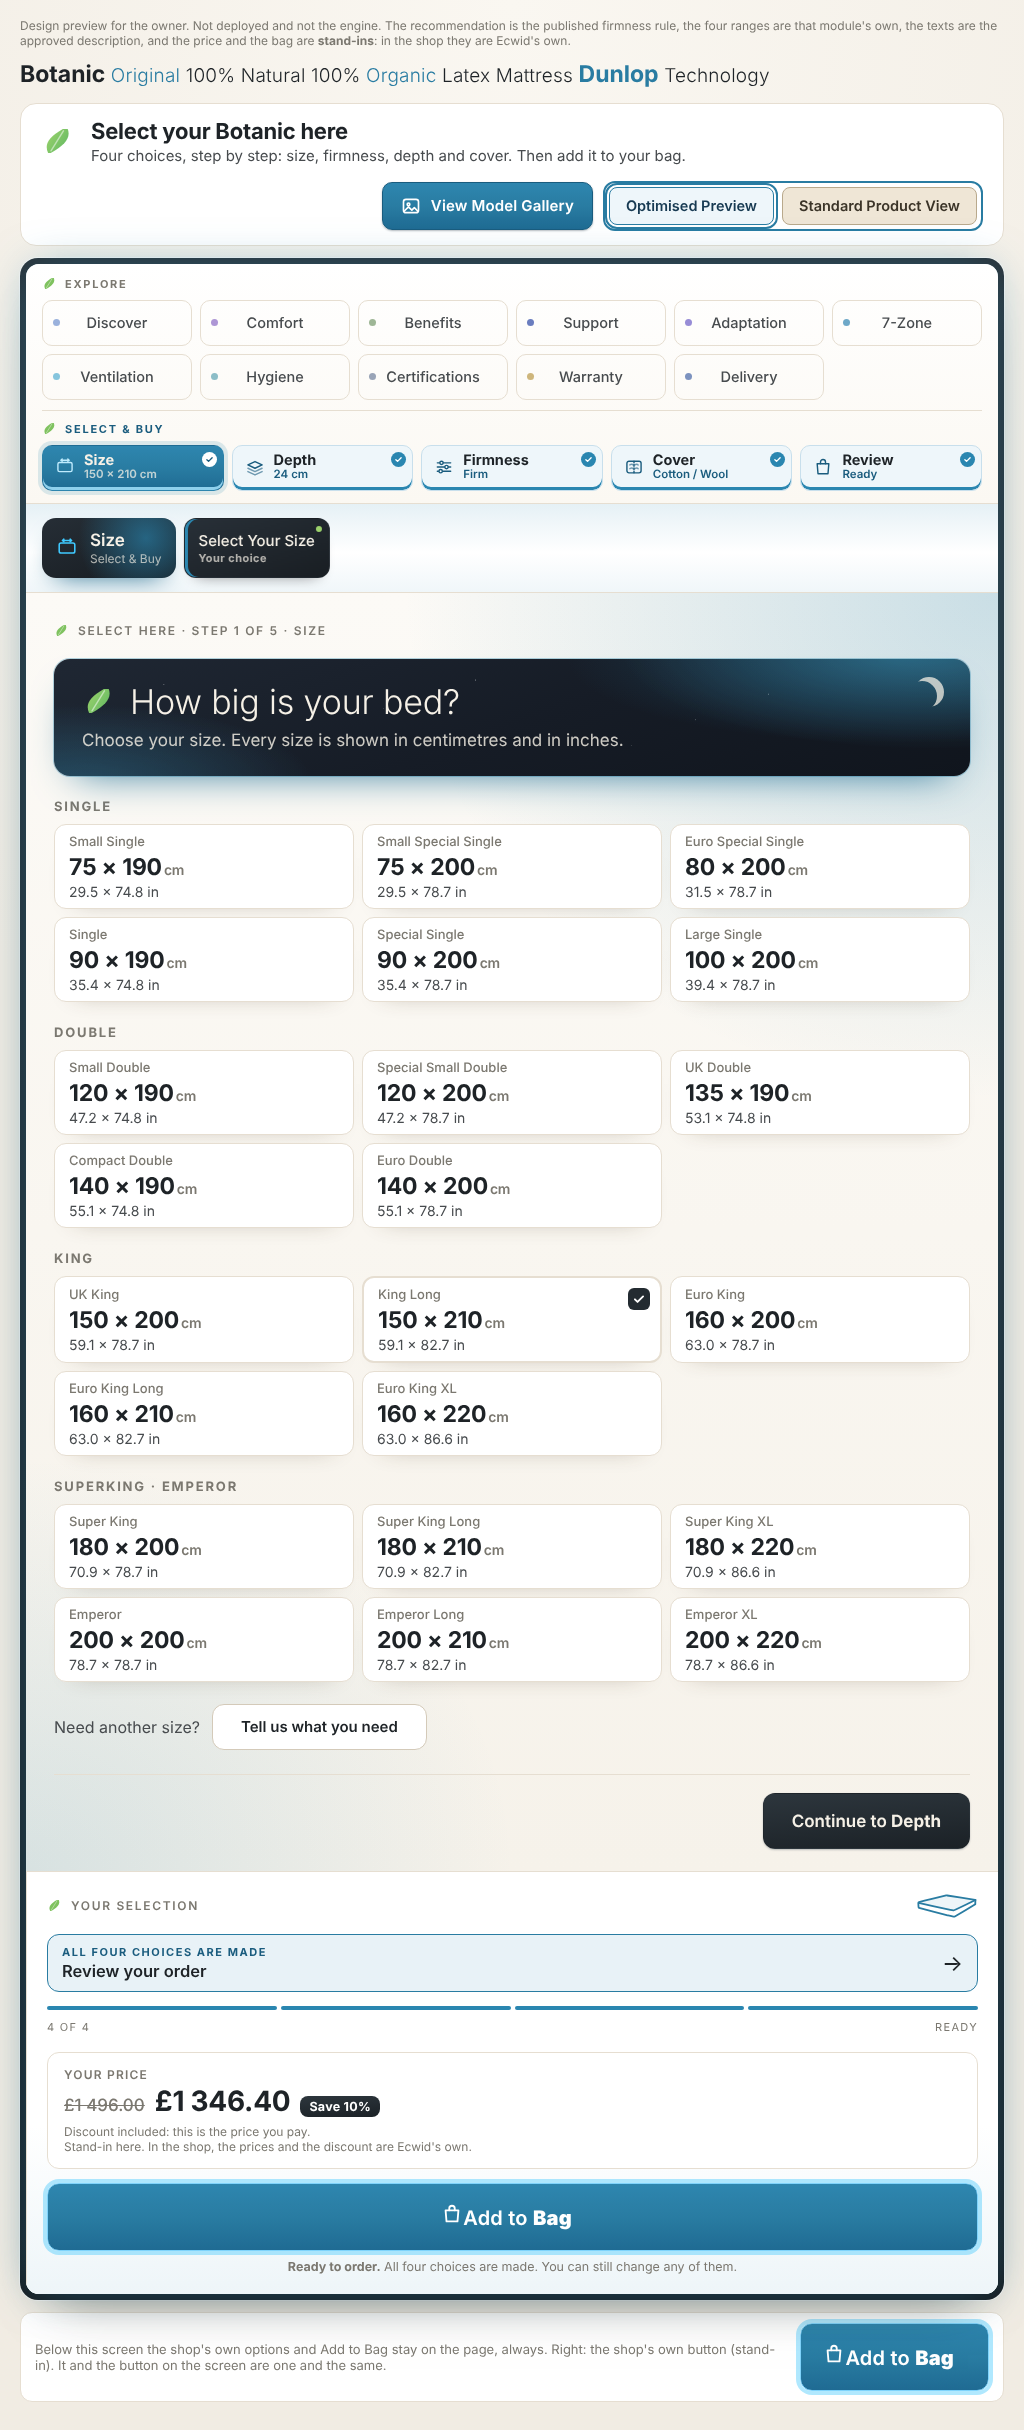 Design preview for the owner. Not deployed and not the engine. The recommendation is the published firmness rule, the four ranges are that module's own, the texts are the
approved description, and the price and the bag are stand-ins: in the shop they are Ecwid's own.
Botanic Original 100% Natural 100% Organic Latex Mattress Dunlop Technology
Select your Botanic here
Four choices, step by step: size, firmness, depth and cover. Then add it to your bag.
View Model Gallery
Optimised Preview
Standard Product View
EXPLORE
Discover
Comfort
Benefits
Support
Adaptation
7-Zone
Ventilation
Hygiene
Certifications
Warranty
Delivery
SELECT & BUY
Size
150 × 210 cm
Depth
24 cm
Firmness
Firm
Cover
Cotton / Wool
Review
Ready
Size
Select & Buy
Select Your Size
Your choice
SELECT HERE · STEP 1 OF 5 · SIZE
How big is your bed?
Choose your size. Every size is shown in centimetres and in inches.
SINGLE
Small Single
75 × 190 cm
29.5 × 74.8 in
Small Special Single
75 × 200 cm
29.5 × 78.7 in
Euro Special Single
80 × 200 cm
31.5 × 78.7 in
Single
90 × 190 cm
35.4 × 74.8 in
Special Single
90 × 200 cm
35.4 × 78.7 in
Large Single
100 × 200 cm
39.4 × 78.7 in
DOUBLE
Small Double
120 × 190 cm
47.2 × 74.8 in
Special Small Double
120 × 200 cm
47.2 × 78.7 in
UK Double
135 × 190 cm
53.1 × 74.8 in
Compact Double
140 × 190 cm
55.1 × 74.8 in
Euro Double
140 × 200 cm
55.1 × 78.7 in
KING
UK King
150 × 200 cm
59.1 × 78.7 in
King Long
150 × 210 cm
59.1 × 82.7 in
Euro King
160 × 200 cm
63.0 × 78.7 in
Euro King Long
160 × 210 cm
63.0 × 82.7 in
Euro King XL
160 × 220 cm
63.0 × 86.6 in
SUPERKING · EMPEROR
Super King
180 × 200 cm
70.9 × 78.7 in
Super King Long
180 × 210 cm
70.9 × 82.7 in
Super King XL
180 × 220 cm
70.9 × 86.6 in
Emperor
200 × 200 cm
78.7 × 78.7 in
Emperor Long
200 × 210 cm
78.7 × 82.7 in
Emperor XL
200 × 220 cm
78.7 × 86.6 in
Need another size?
Tell us what you need
Continue to Depth
YOUR SELECTION
ALL FOUR CHOICES ARE MADE
Review your order
4 OF 4
READY
YOUR PRICE
£1 496.00 £1 346.40 Save 10%
Discount included: this is the price you pay.
Stand-in here. In the shop, the prices and the discount are Ecwid's own.
Add to Bag
Ready to order. All four choices are made. You can still change any of them.
Below this screen the shop's own options and Add to Bag stay on the page, always. Right: the shop's own button (stand-
in). It and the button on the screen are one and the same.
Add to Bag